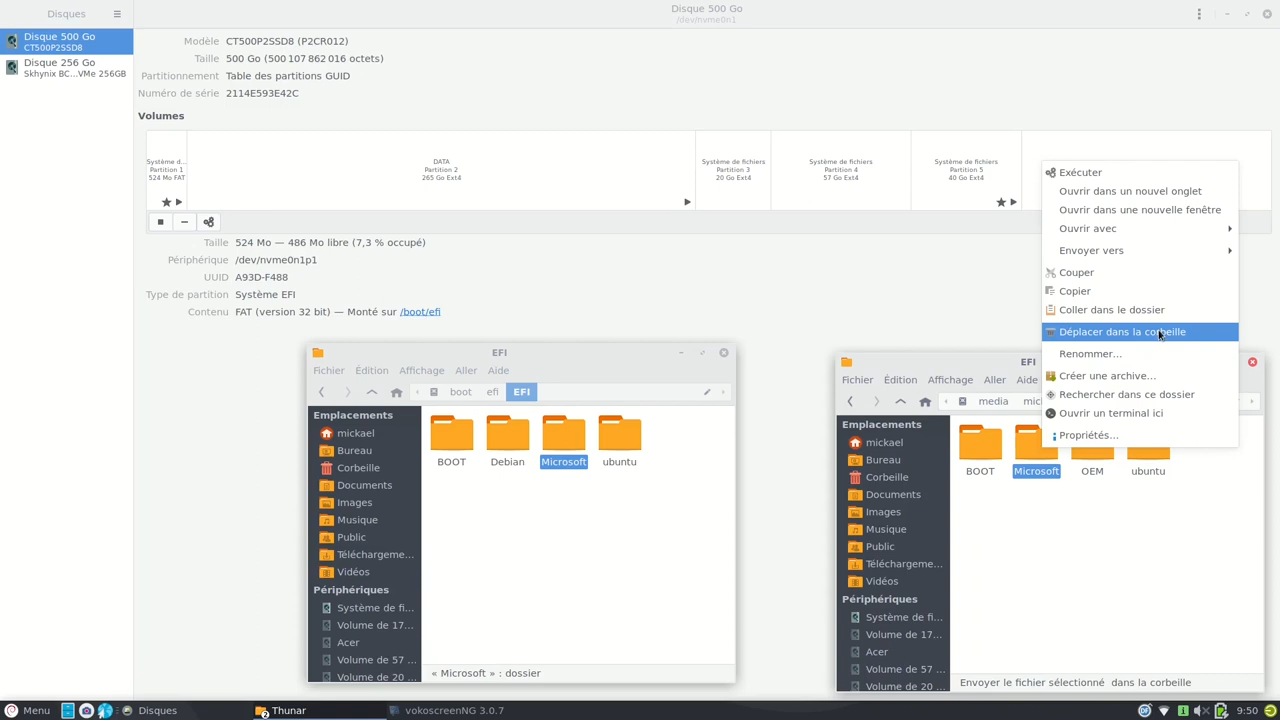 Disques
Disque 500 Go
/dev/nvme0n1
Disque 500 Go
CT500P2SSD8
Disque 256 Go
Skhynix BC...VMe 256GB
Modèle CT500P2SSD8 (P2CR012)
Taille 500 Go (500 107 862 016 octets)
Partitionnement Table des partitions GUID
Numéro de série 2114E593E42C
Volumes
Système d...
Partition 1
524 Mo FAT
DATA
Partition 2
265 Go Ext4
Système de fichiers
Partition 3
20 Go Ext4
Système de fichiers
Partition 4
57 Go Ext4
Système de fichiers
Partition 5
40 Go Ext4
Taille 524 Mo — 486 Mo libre (7,3 % occupé)
Périphérique /dev/nvme0n1p1
UUID A93D-F488
Type de partition Système EFI
Contenu FAT (version 32 bit) — Monté sur /boot/efi
Exécuter
Ouvrir dans un nouvel onglet
Ouvrir dans une nouvelle fenêtre
Ouvrir avec
Envoyer vers
Couper
Copier
Coller dans le dossier
Déplacer dans la corbeille
Renommer...
Créer une archive...
Rechercher dans ce dossier
Ouvrir un terminal ici
Propriétés...
EFI
Fichier Édition Affichage Aller Aide
boot efi EFI
Emplacements
mickael
Bureau
Corbeille
Documents
Images
Musique
Public
Téléchargeme...
Vidéos
Périphériques
Système de fi...
Volume de 17...
Acer
Volume de 57 ...
Volume de 20 ...
BOOT Debian Microsoft ubuntu
« Microsoft » : dossier
EFI
Fichier Édition Affichage Aller Aide
media
Emplacements
mickael
Bureau
Corbeille
Documents
Images
Musique
Public
Téléchargeme...
Vidéos
Périphériques
Système de fi...
Volume de 17...
Acer
Volume de 57 ...
Volume de 20 ...
BOOT Microsoft OEM ubuntu
Envoyer le fichier sélectionné dans la corbeille
Menu Disques 2 Thunar vokoscreenNG 3.0.7 9:50